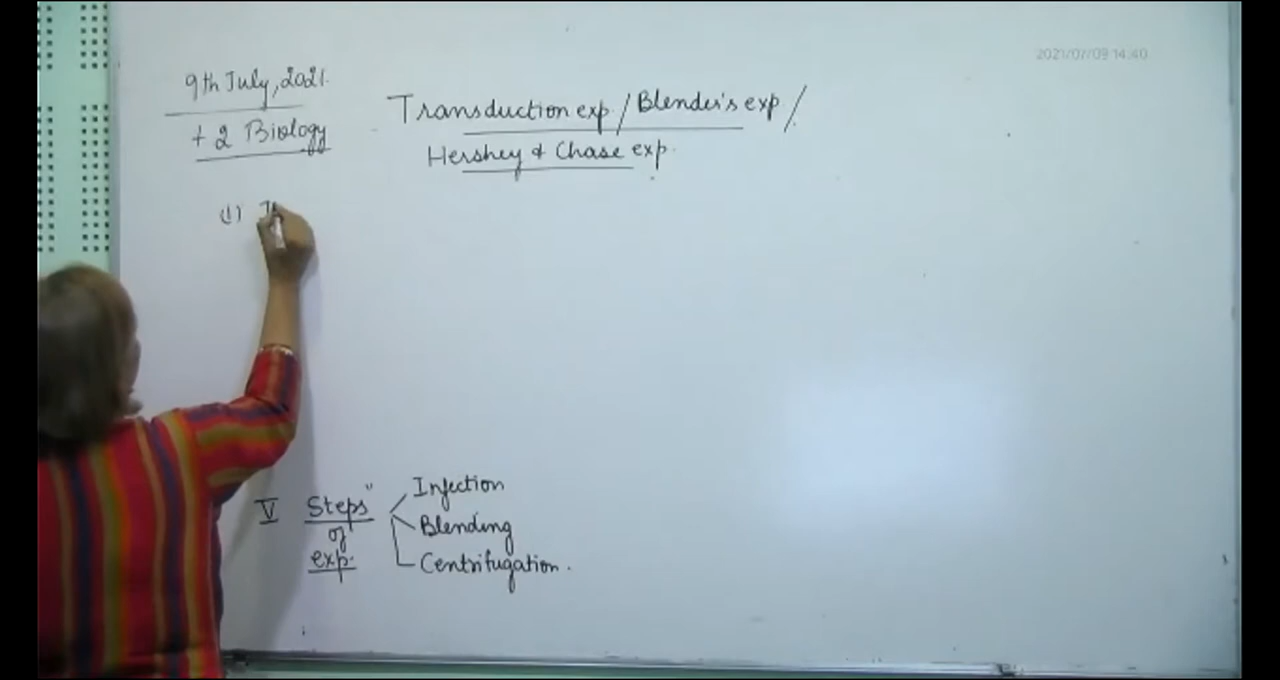 2021/07/09 14:40
9th July, 2021.
+2 Biology
Transduction exp. / Blender's exp /
Hershey & Chase exp.
(1)
V Steps"
of
exp.
Infection
Blending
Centrifugation.